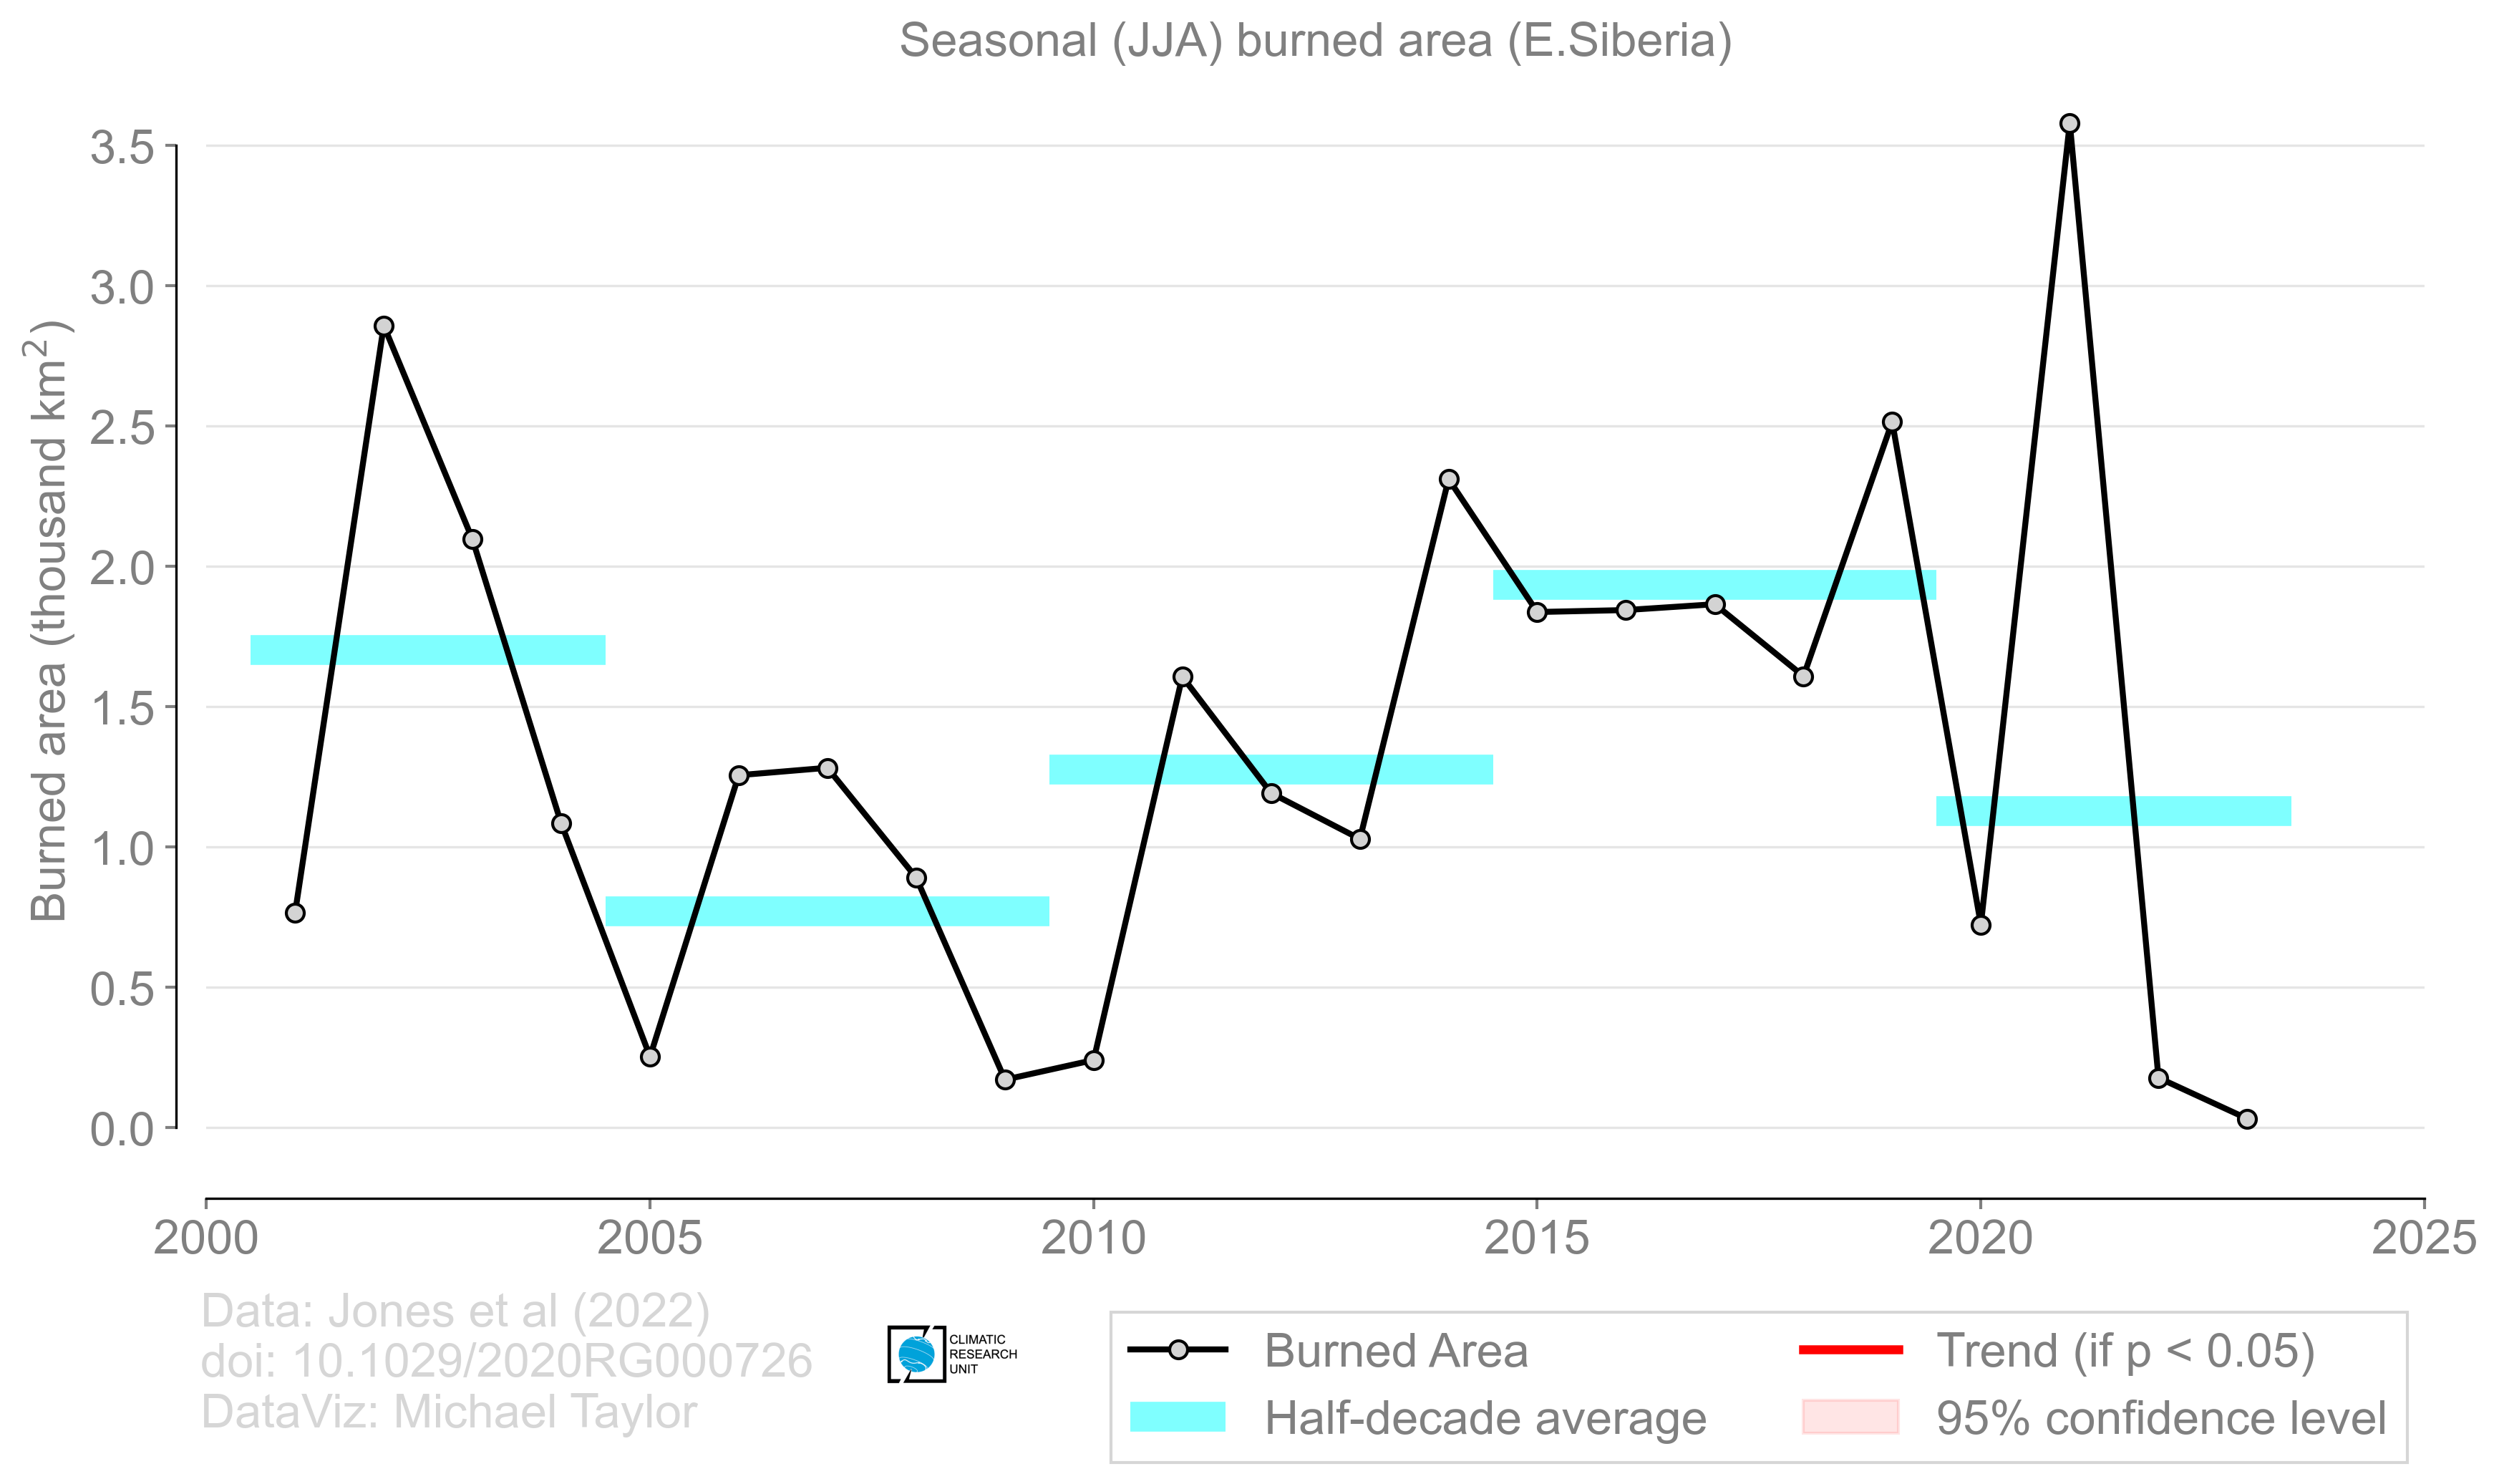 Seasonal (JJA) burned area (E.Siberia)
Burned area (thousand km²)
3.5
3.0
2.5
2.0
1.5
1.0
0.5
0.0
2000 2005 2010 2015 2020 2025
Data: Jones et al (2022)
doi: 10.1029/2020RG000726
DataViz: Michael Taylor
CLIMATIC
RESEARCH
UNIT
Burned Area
Half-decade average
Trend (if p < 0.05)
95% confidence level